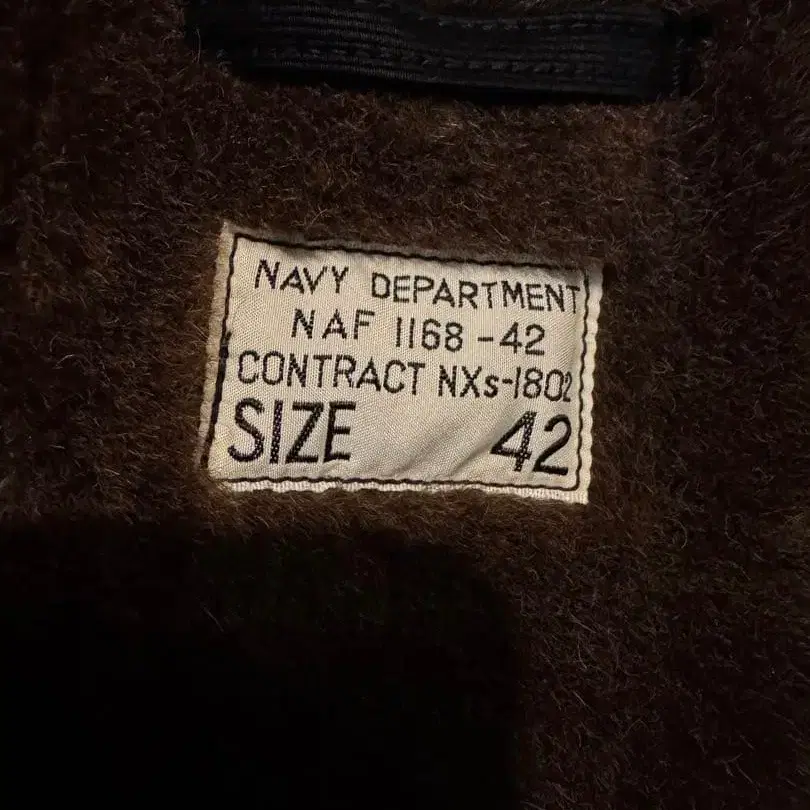 NAVY DEPARTMENT
NAF 1168-42
CONTRACT NXs-1802
SIZE 42